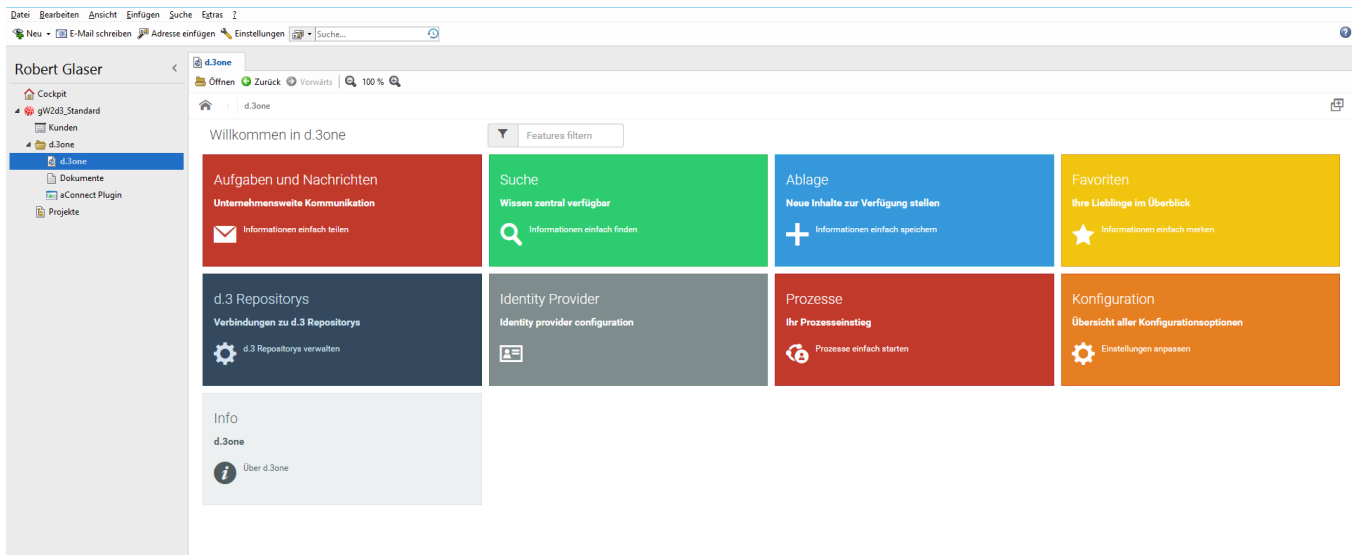 Datei Bearbeiten Ansicht Einfügen Suche Extras ?
Neu E-Mail schreiben Adresse einfügen Einstellungen Suche...
Robert Glaser
Cockpit
gW2d3_Standard
Kunden
d.3one
d.3one
Dokumente
aConnect Plugin
Projekte
d.3one
Öffnen Zurück Vorwärts 100 %
d.3one
Willkommen in d.3one
Features filtern
Aufgaben und Nachrichten
Unternehmensweite Kommunikation
Informationen einfach teilen
Suche
Wissen zentral verfügbar
Informationen einfach finden
Ablage
Neue Inhalte zur Verfügung stellen
Informationen einfach speichern
Favoriten
Ihre Lieblinge im Überblick
Informationen einfach merken
d.3 Repositorys
Verbindungen zu d.3 Repositorys
d.3 Repositorys verwalten
Identity Provider
Identity provider configuration
Prozesse
Ihr Prozesseinstieg
Prozesse einfach starten
Konfiguration
Übersicht aller Konfigurationsoptionen
Einstellungen anpassen
Info
d.3one
Über d.3one